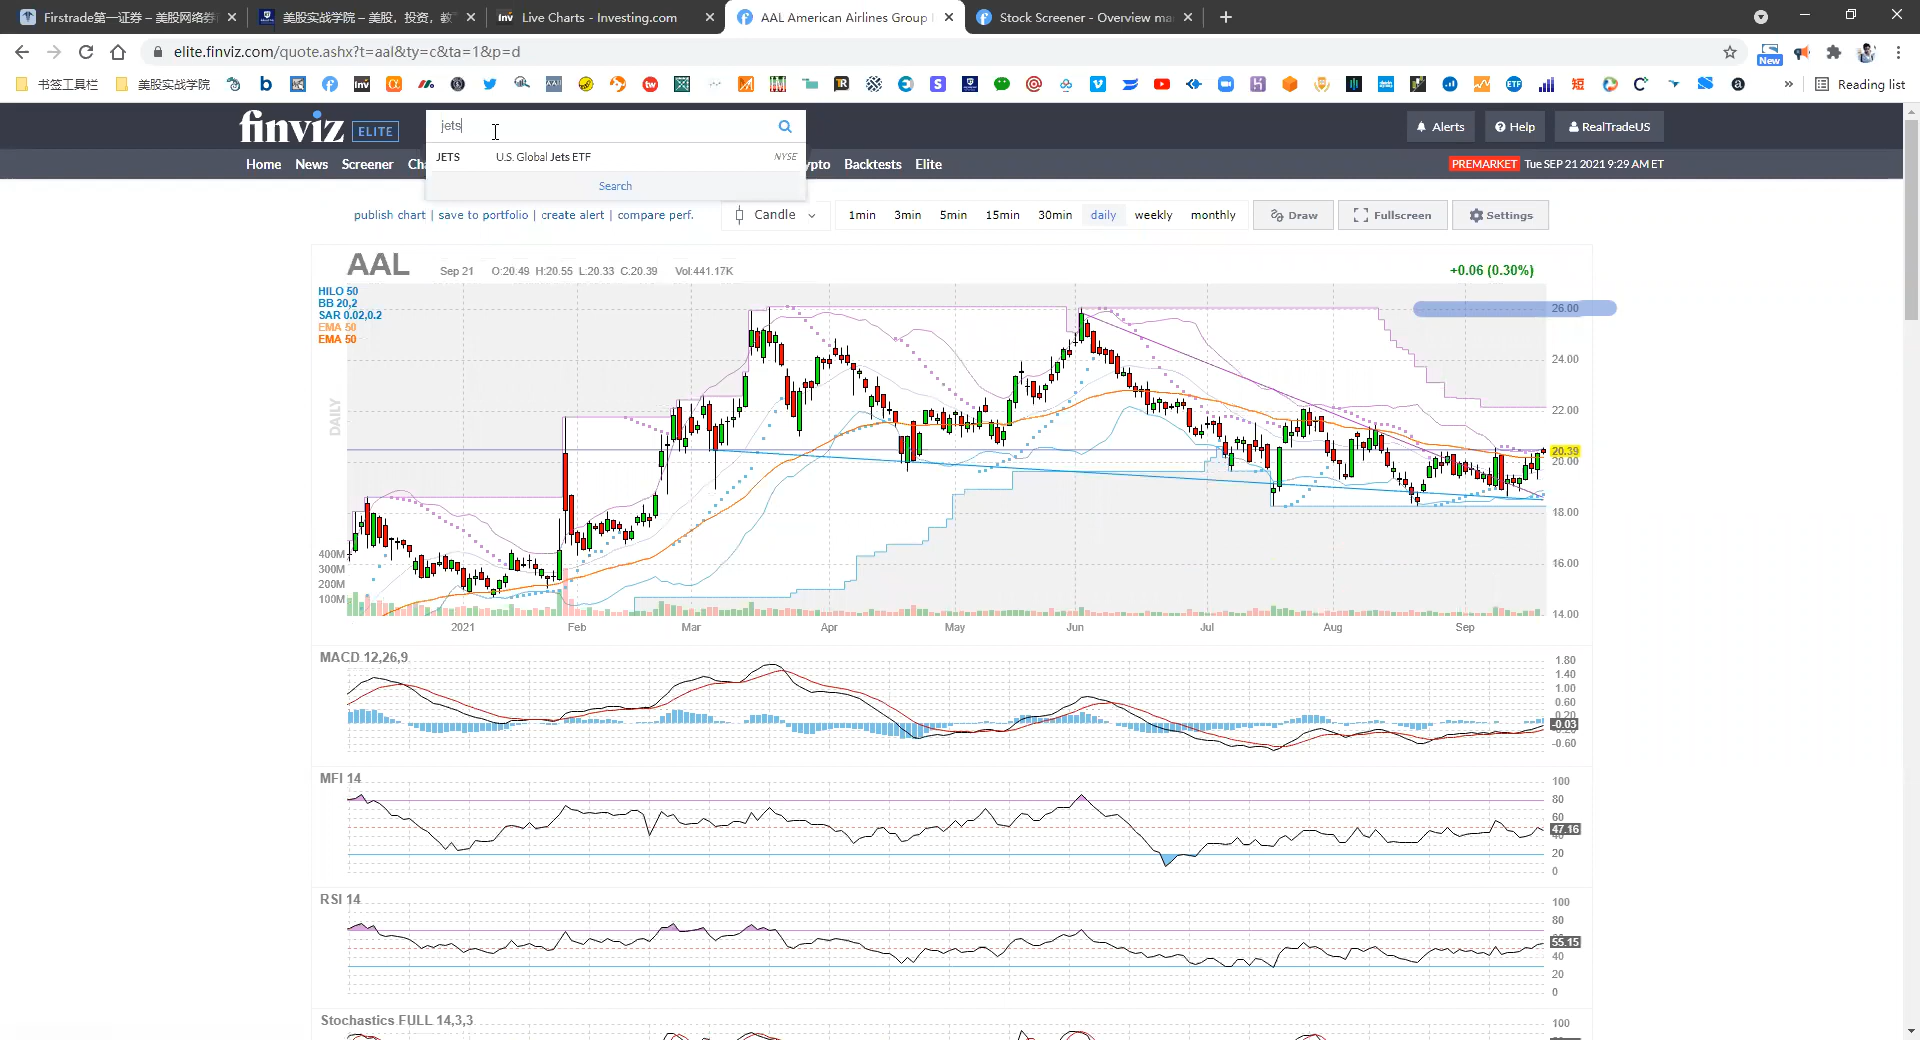 Firstrade第一证券 – 美股网络券
美股实战学院 – 美股，投资，教
Live Charts - Investing.com
AAL American Airlines Group
Stock Screener - Overview ma
elite.finviz.com/quote.ashx?t=aal&ty=c&ta=1&p=d
New
书签工具栏
美股实战学院
Reading list
finviz ELITE
jets
Alerts
Help
RealTradeUS
JETS U.S. Global Jets ETF NYSE
Search
Home News Screener Cha ypto Backtests Elite
PREMARKET Tue SEP 21 2021 9:29 AM ET
publish chart | save to portfolio | create alert | compare perf.
Candle
1min 3min 5min 15min 30min daily weekly monthly
Draw
Fullscreen
Settings
AAL
Sep 21 O:20.49 H:20.55 L:20.33 C:20.39 Vol:441.17K
+0.06 (0.30%)
HILO 50
BB 20,2
SAR 0.02,0.2
EMA 50
EMA 50
DAILY
26.00
24.00
22.00
20.39
20.00
18.00
16.00
14.00
400M
300M
200M
100M
2021 Feb Mar Apr May Jun Jul Aug Sep
MACD 12,26,9
1.80
1.40
1.00
0.60
0.20
-0.03
-0.60
MFI 14
100
80
60
47.16
20
0
RSI 14
100
80
55.15
40
20
0
Stochastics FULL 14,3,3
100